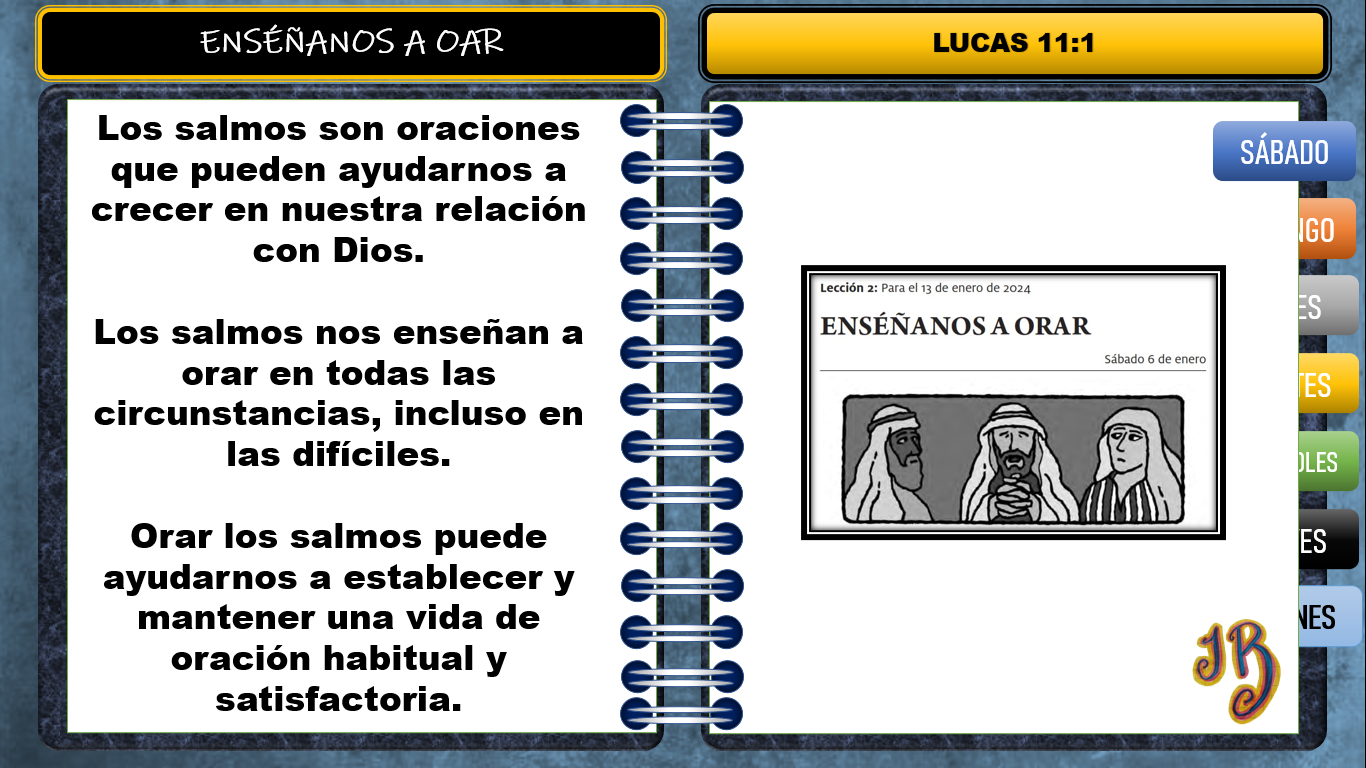 ENSÉÑANOS A OAR
LUCAS 11:1
Los salmos son oraciones
que pueden ayudarnos a
crecer en nuestra relación
con Dios.
Los salmos nos enseñan a
orar en todas las
circunstancias, incluso en
las difíciles.
Orar los salmos puede
ayudarnos a establecer y
mantener una vida de
oración habitual y
satisfactoria.
Lección 2: Para el 13 de enero de 2024
ENSÉÑANOS A ORAR
Sábado 6 de enero
SÁBADO
NGO
ES
TES
OLES
ES
NES